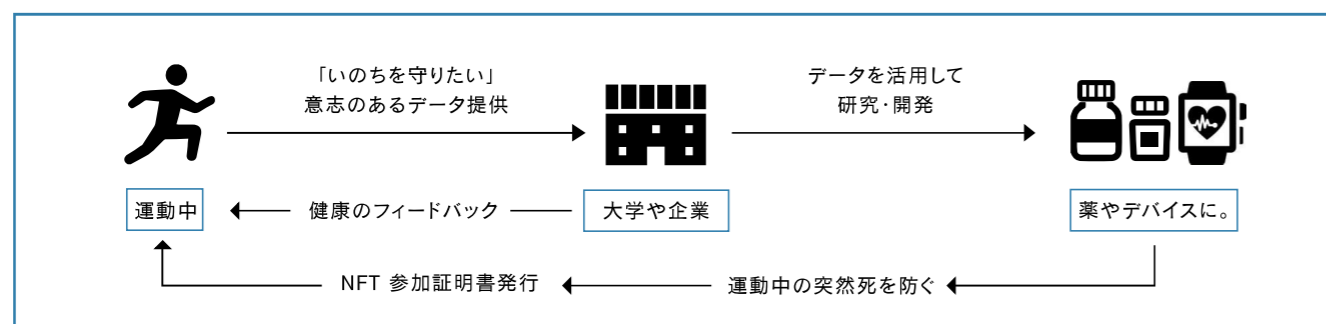 「いのちを守りたい」
意志のあるデータ提供
データを活用して
研究・開発
運動中
健康のフィードバック
大学や企業
薬やデバイスに。
NFT 参加証明書発行
運動中の突然死を防ぐ